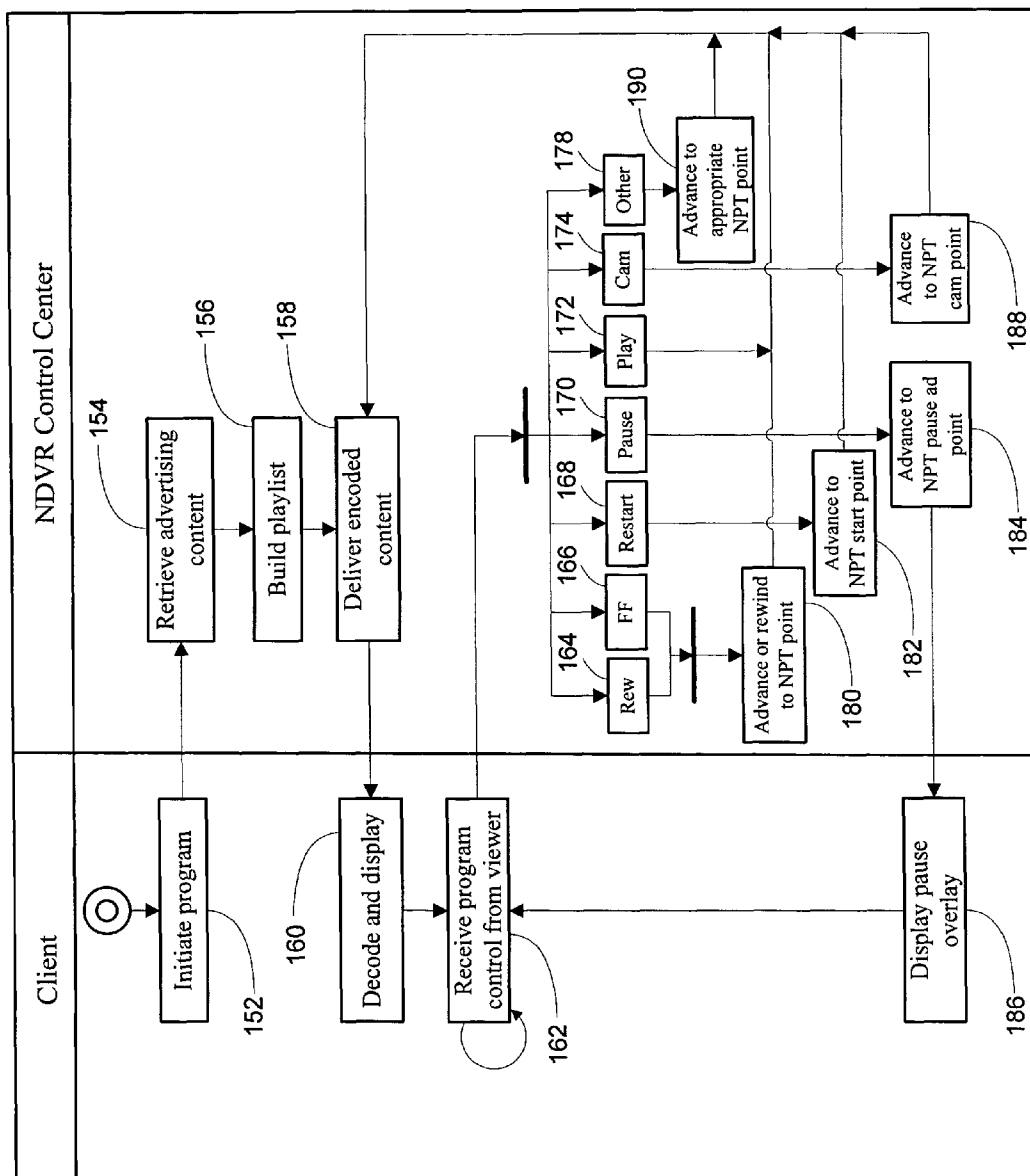 Client
NDVR Control Center
Initiate program
152
154
Retrieve advertising
content
156
Build playlist
158
Deliver encoded
content
160
Decode and display
Receive program
control from viewer
162
164
Rew
166
FF
168
Restart
170
Pause
172
Play
174
Cam
178
Other
190
Advance to
appropriate
NPT point
Advance or rewind
to NPT point
180
Advance to
NPT start point
182
Advance to
NPT pause ad
point
184
Advance
to NPT
cam point
188
Display pause
overlay
186